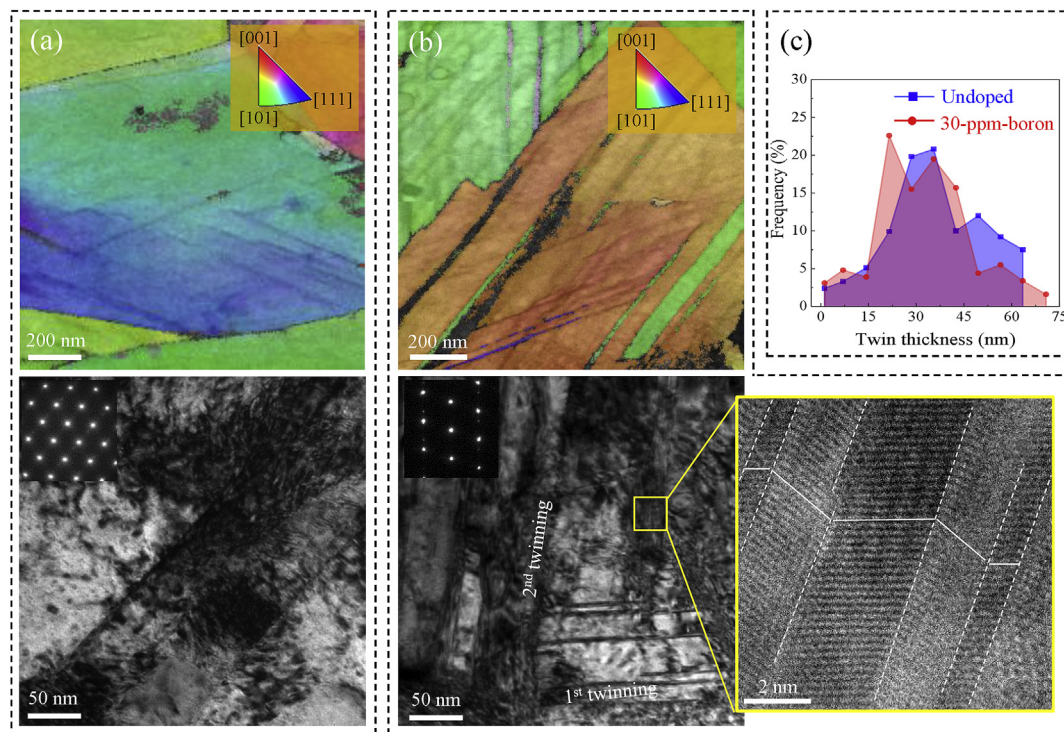 (a)
[001]
[101]
[111]
200 nm
50 nm
(b)
[001]
[101]
[111]
200 nm
2nd twinning
1st twinning
50 nm
2 nm
(c)
Undoped
30-ppm-boron
Frequency (%)
30
25
20
15
10
5
0
0 15 30 45 60 75
Twin thickness (nm)